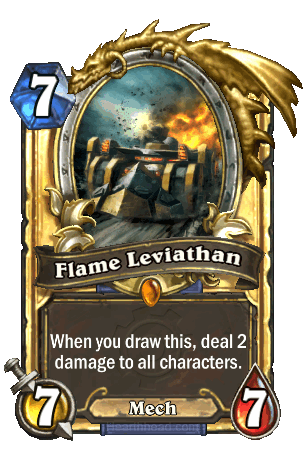 7
Flame Leviathan
When you draw this, deal 2
damage to all characters.
7
Mech
7